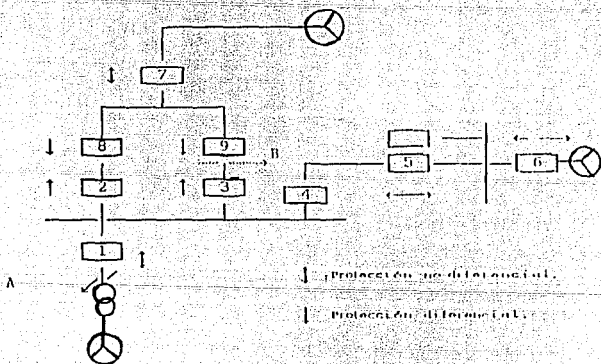 7
8
9
B
5
6
2
3
4
1
A
Protección no diferencial.
Protección diferencial.